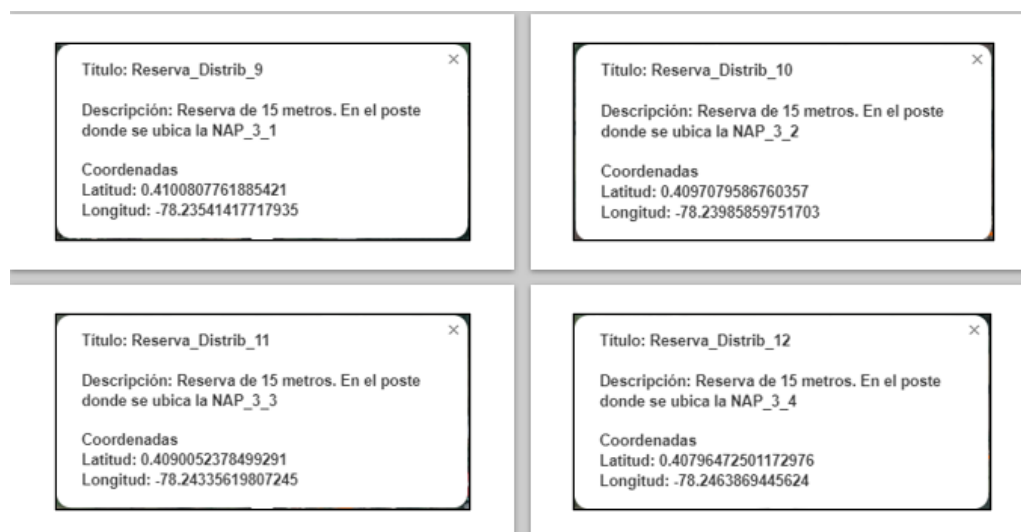 Título: Reserva_Distrib_9
Descripción: Reserva de 15 metros. En el poste
donde se ubica la NAP_3_1
Coordenadas
Latitud: 0.4100807761885421
Longitud: -78.23541417717935
Título: Reserva_Distrib_10
Descripción: Reserva de 15 metros. En el poste
donde se ubica la NAP_3_2
Coordenadas
Latitud: 0.4097079586760357
Longitud: -78.23985859751703
Título: Reserva_Distrib_11
Descripción: Reserva de 15 metros. En el poste
donde se ubica la NAP_3_3
Coordenadas
Latitud: 0.4090052378499291
Longitud: -78.24335619807245
Título: Reserva_Distrib_12
Descripción: Reserva de 15 metros. En el poste
donde se ubica la NAP_3_4
Coordenadas
Latitud: 0.40796472501172976
Longitud: -78.2463869445624